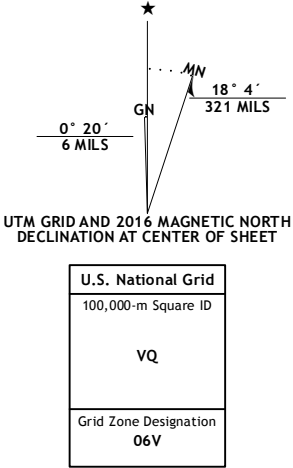 MN
18° 4´
321 MILS
GN
0° 20´
6 MILS
UTM GRID AND 2016 MAGNETIC NORTH
DECLINATION AT CENTER OF SHEET
U.S. National Grid
100,000-m Square ID
VQ
Grid Zone Designation
06V